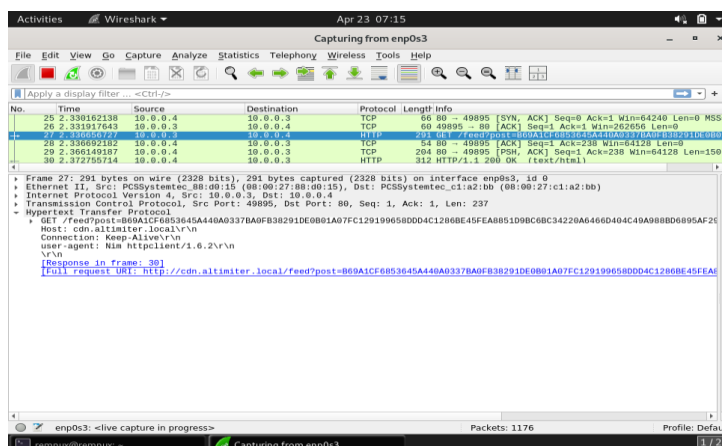 Activities Wireshark Apr 23 07:15
Capturing from enp0s3
File Edit View Go Capture Analyze Statistics Telephony Wireless Tools Help
Apply a display filter ... <Ctrl-/>
No. Time Source Destination Protocol Length Info
25 2.330162138 10.0.0.4 10.0.0.3 TCP 66 80 → 49895 [SYN, ACK] Seq=0 Ack=1 Win=64240 Len=0 MSS
26 2.331917643 10.0.0.3 10.0.0.4 TCP 60 49895 → 80 [ACK] Seq=1 Ack=1 Win=262656 Len=0
27 2.336656727 10.0.0.3 10.0.0.4 HTTP 291 GET /feed?post=B69A1CF6853645A440A0337BA0FB38291DE0B0
28 2.336692182 10.0.0.4 10.0.0.3 TCP 54 80 → 49895 [ACK] Seq=1 Ack=238 Win=64128 Len=0
29 2.366149187 10.0.0.4 10.0.0.3 TCP 204 80 → 49895 [PSH, ACK] Seq=1 Ack=238 Win=64128 Len=150
30 2.372755714 10.0.0.4 10.0.0.3 HTTP 312 HTTP/1.1 200 OK (text/html)
Frame 27: 291 bytes on wire (2328 bits), 291 bytes captured (2328 bits) on interface enp0s3, id 0
Ethernet II, Src: PCSSystemtec_88:d0:15 (08:00:27:88:d0:15), Dst: PCSSystemtec_c1:a2:bb (08:00:27:c1:a2:bb)
Internet Protocol Version 4, Src: 10.0.0.3, Dst: 10.0.0.4
Transmission Control Protocol, Src Port: 49895, Dst Port: 80, Seq: 1, Ack: 1, Len: 237
Hypertext Transfer Protocol
GET /feed?post=B69A1CF6853645A440A0337BA0FB38291DE0B01A07FC129199658DDD4C1286BE45FEA8851D9BC6BC34220A6466D404C49A988BD6895AF29
Host: cdn.altimiter.local\r\n
Connection: Keep-Alive\r\n
user-agent: Nim httpclient/1.6.2\r\n
\r\n
[Response in frame: 30]
[Full request URI: http://cdn.altimiter.local/feed?post=B69A1CF6853645A440A0337BA0FB38291DE0B01A07FC129199658DDD4C1286BE45FEA8
enp0s3: <live capture in progress> Packets: 1176 Profile: Defau
remnux@remnux: ~ Capturing from enp0s3 1 / 2